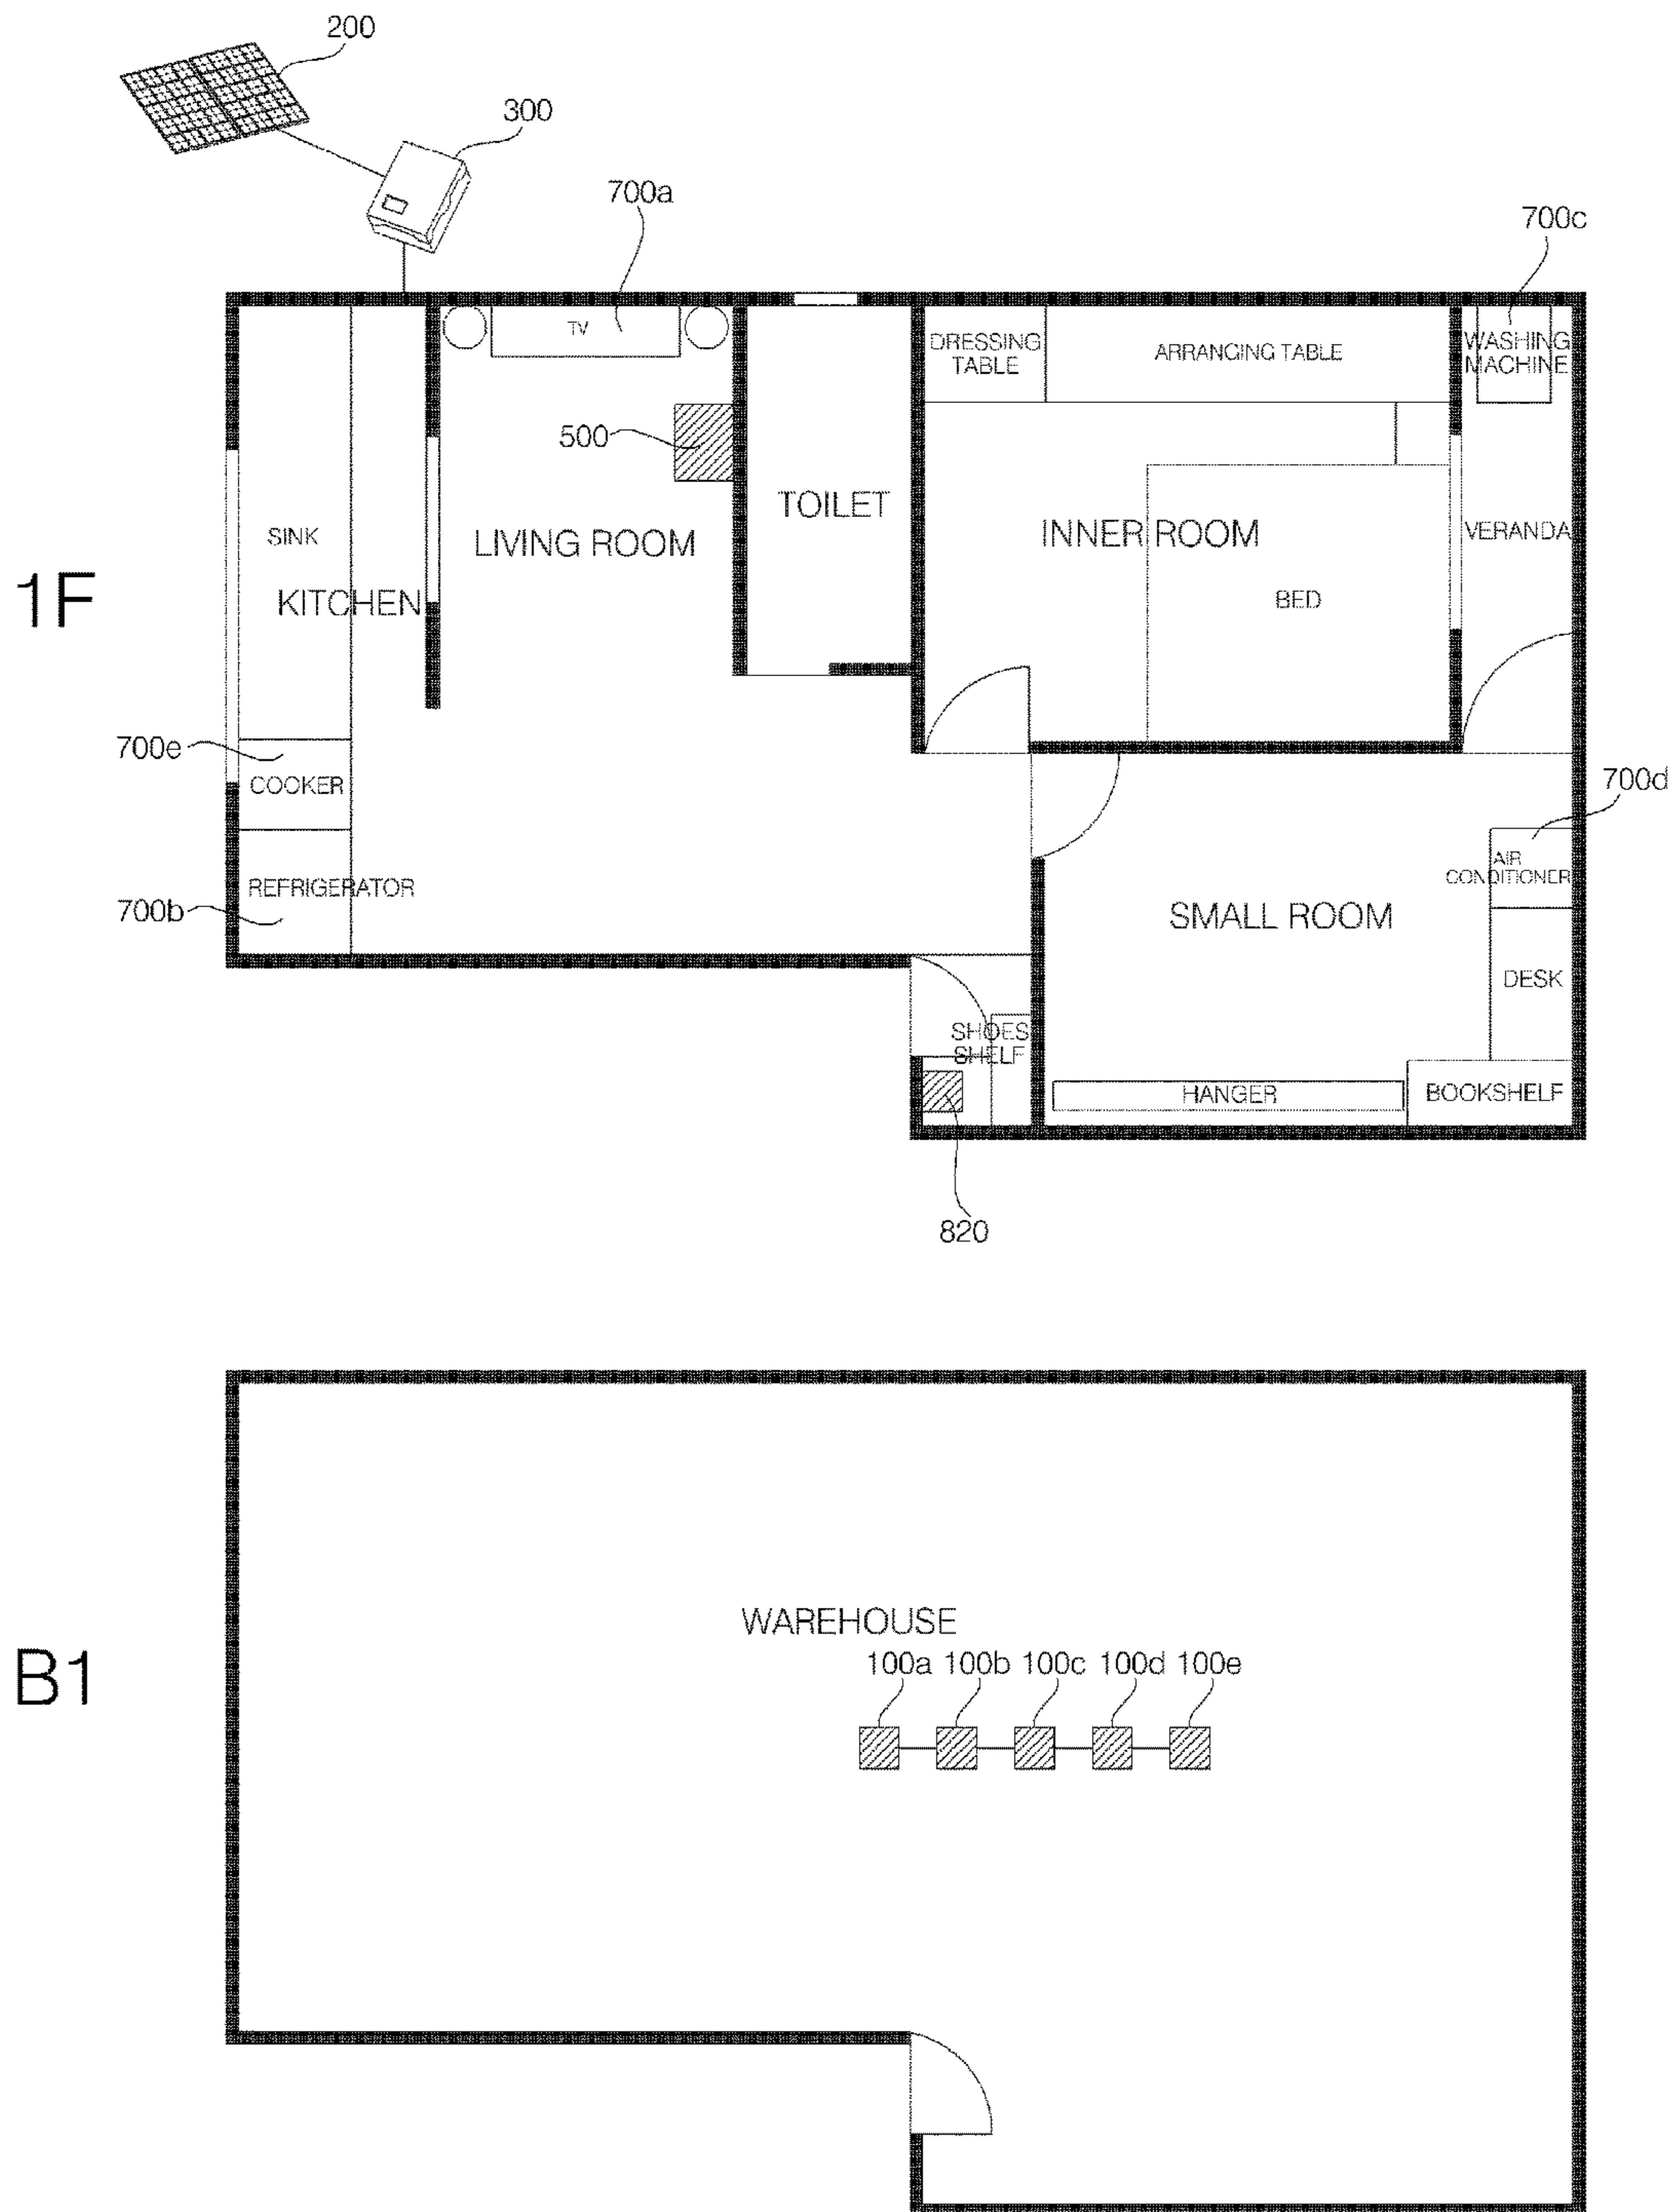 200
300
700a
700c
TV
DRESSING
TABLE
ARRANGING TABLE
WASHING
MACHINE
500
TOILET
SINK
LIVING ROOM
INNER ROOM
VERANDA
1F
KITCHEN
BED
700e
COOKER
700d
REFRIGERATOR
700b
AIR
CONDITIONER
SMALL ROOM
DESK
SHOES
SHELF
HANGER
BOOKSHELF
820
WAREHOUSE
B1
100a 100b 100c 100d 100e